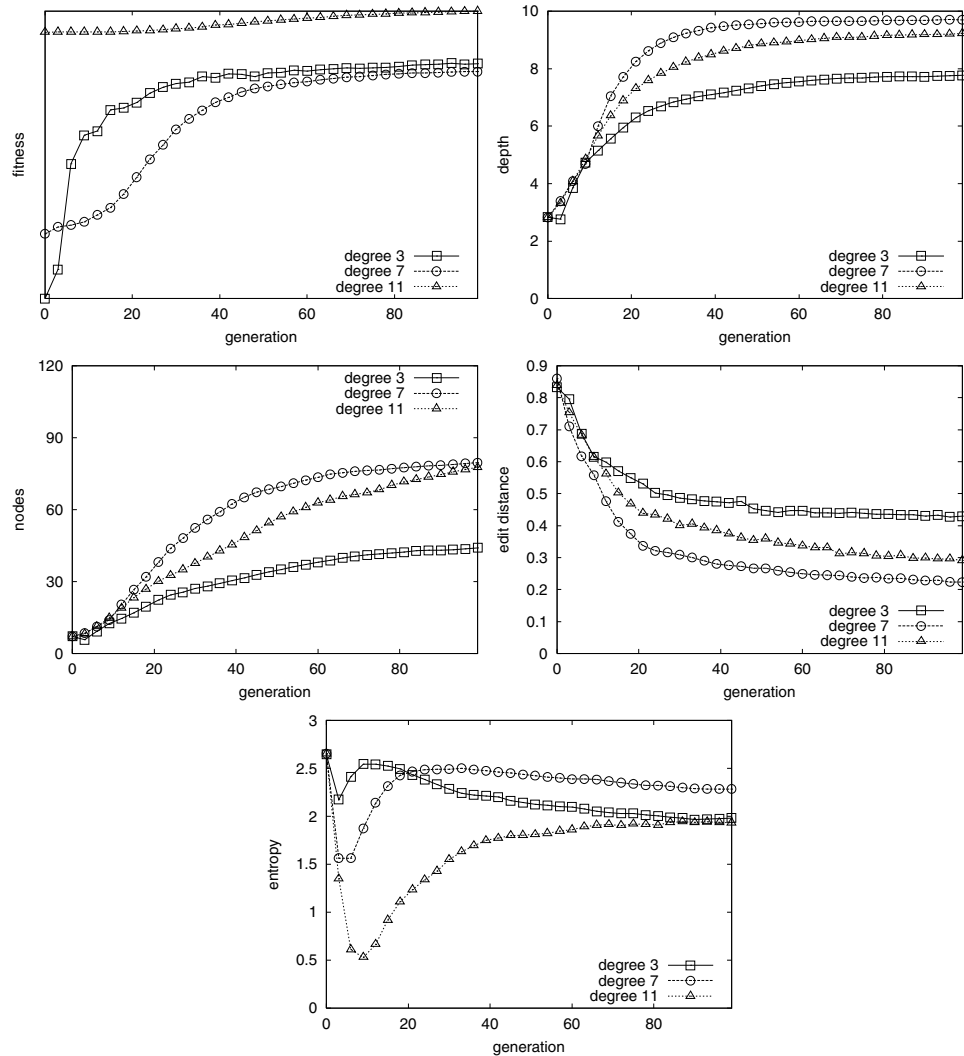 fitness
degree 3
degree 7
degree 11
0 20 40 60 80
generation
10
8
6
4
2
0
depth
degree 3
degree 7
degree 11
0 20 40 60 80
generation
120
90
60
30
0
nodes
degree 3
degree 7
degree 11
0 20 40 60 80
generation
0.9
0.8
0.7
0.6
0.5
0.4
0.3
0.2
0.1
0
edit distance
degree 3
degree 7
degree 11
0 20 40 60 80
generation
3
2.5
2
1.5
1
0.5
0
entropy
degree 3
degree 7
degree 11
0 20 40 60 80
generation